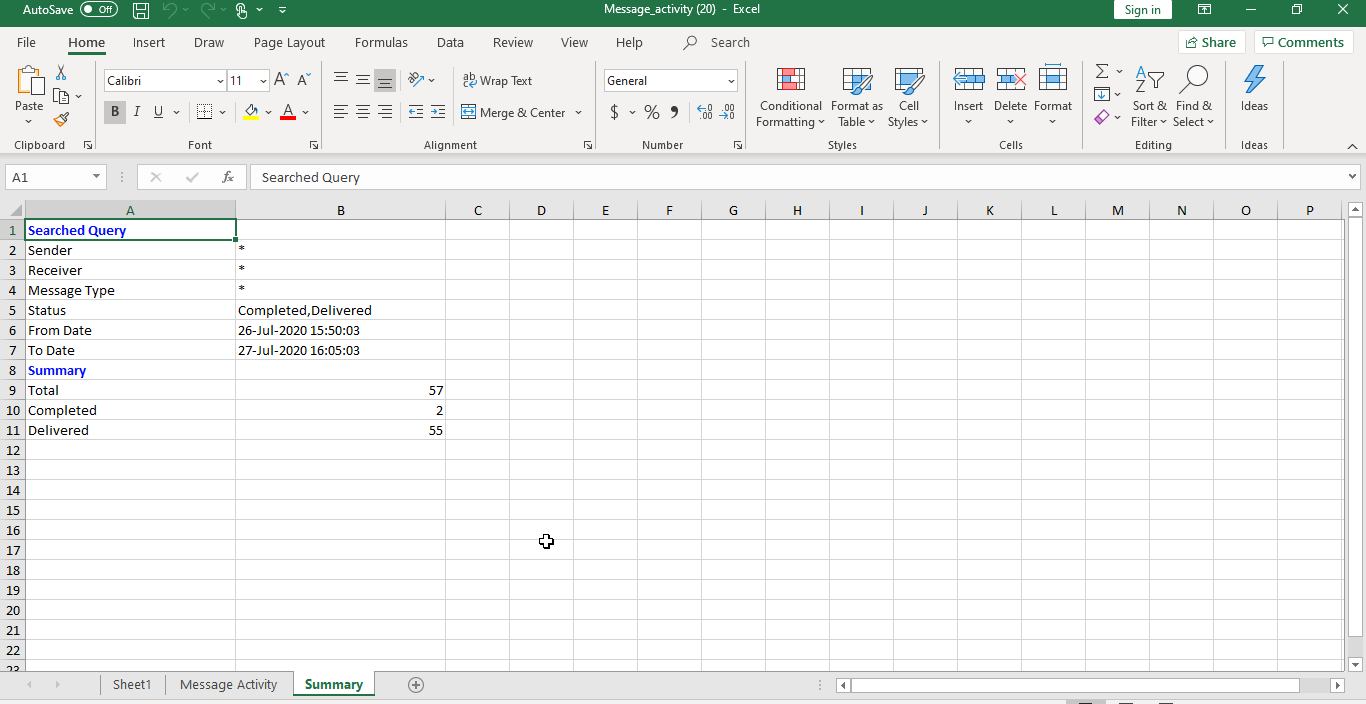 AutoSave Off Message_activity (20) - Excel Sign in
File Home Insert Draw Page Layout Formulas Data Review View Help Search Share Comments
Paste Calibri 11 A A Wrap Text General Conditional Formatting Format as Table Cell Styles Insert Delete Format Sort & Filter Find & Select Ideas
B I U A Merge & Center $ % ,
Clipboard Font Alignment Number Styles Cells Editing Ideas
A1 fx Searched Query
A B C D E F G H I J K L M N O P
1 Searched Query
2 Sender *
3 Receiver *
4 Message Type *
5 Status Completed,Delivered
6 From Date 26-Jul-2020 15:50:03
7 To Date 27-Jul-2020 16:05:03
8 Summary
9 Total 57
10 Completed 2
11 Delivered 55
12
13
14
15
16
17
18
19
20
21
22
23
Sheet1 Message Activity Summary